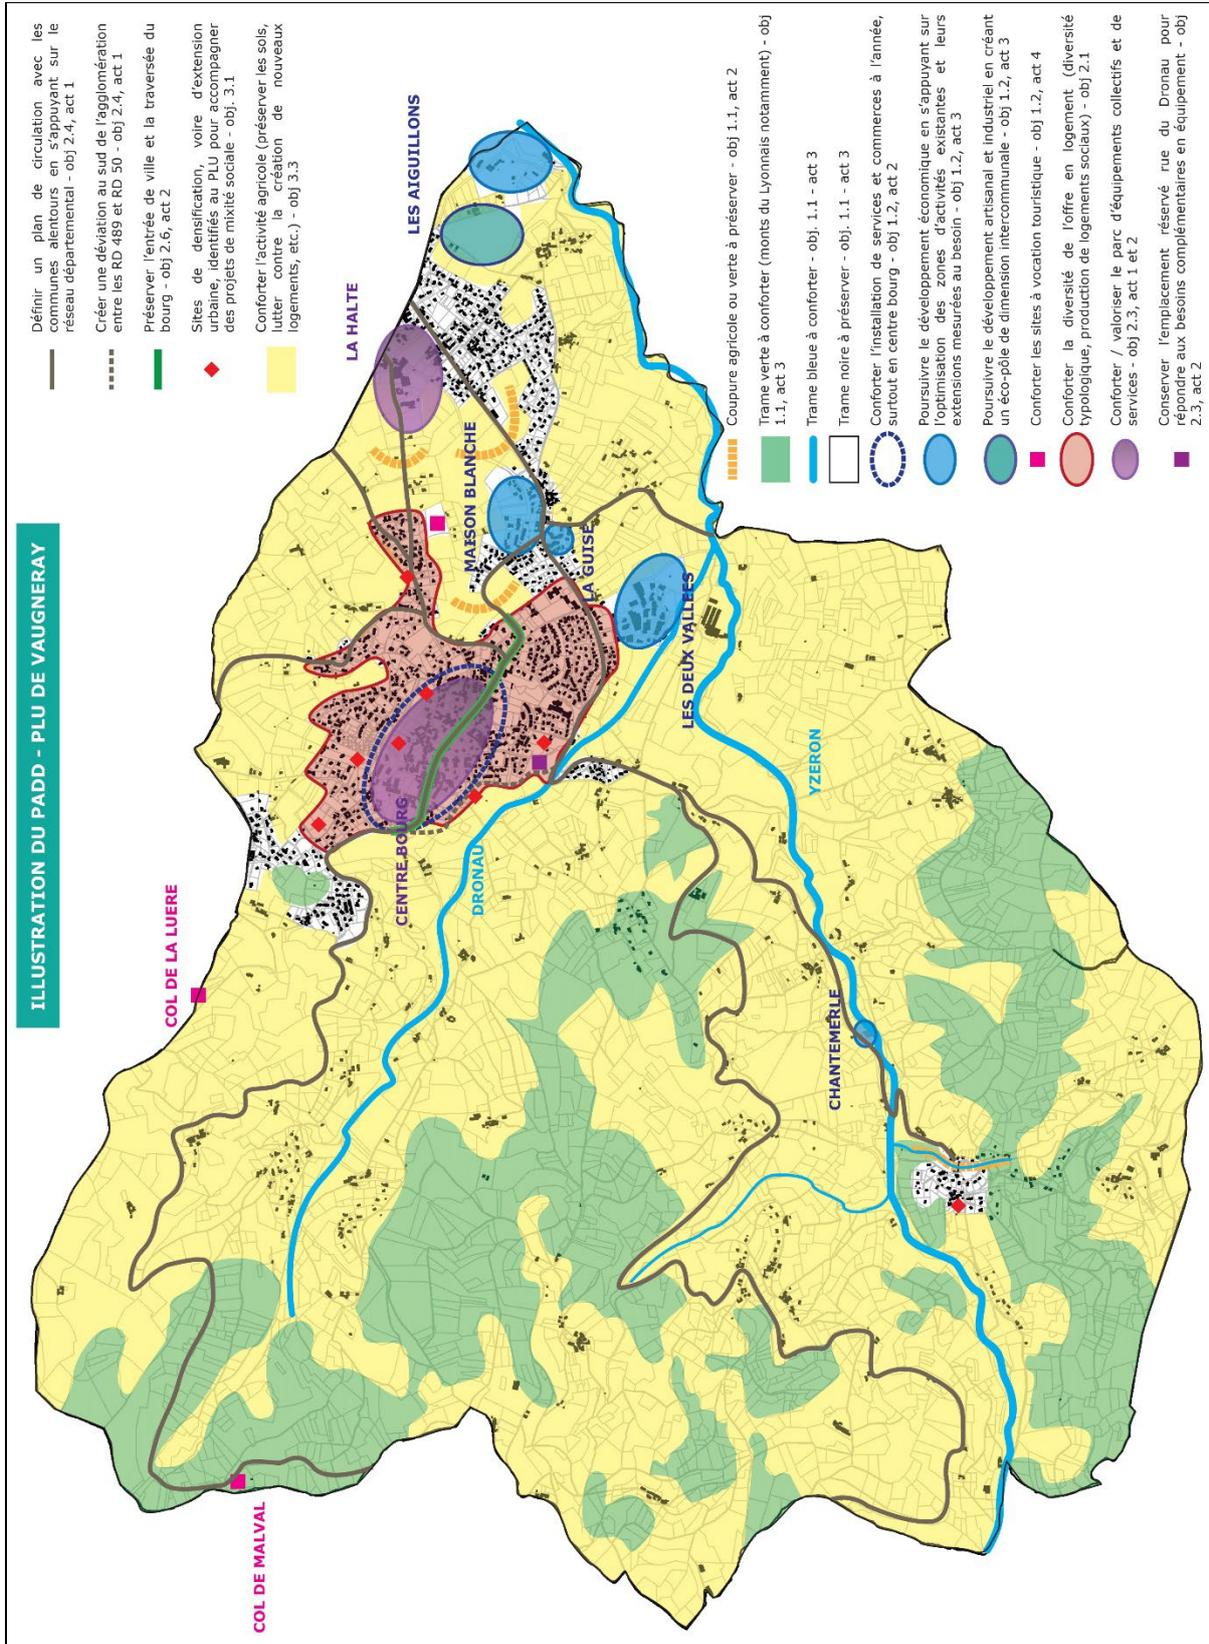 ILLUSTRATION DU PADD - PLU DE VAUGNERAY
Définir un plan de circulation avec les
communes alentours en s'appuyant sur le
réseau départemental - obj 2.4, act 1
Créer une déviation au sud de l'agglomération
entre les RD 489 et RD 50 - obj 2.4, act 1
Préserver l'entrée de ville et la traversée du
bourg - obj 2.6, act 2
Sites de densification, voire d'extension
urbaine, identifiés au PLU pour accompagner
des projets de mixité sociale - obj. 3.1
Conforter l'activité agricole (préserver les sols,
lutter contre la création de nouveaux
logements, etc.) - obj 3.3
COL DE MALVAL
COL DE LA LUERE
CENTRE BOURG
DRONAU
MAISON BLANCHE
LA HALTE
LES AIGUILLONS
LA GUISE
LES DEUX VALLEES
YZERON
CHANTEMERLE
Coupure agricole ou verte à préserver - obj 1.1, act 2
Trame verte à conforter (monts du Lyonnais notamment) - obj
1.1, act 3
Trame bleue à conforter - obj. 1.1 - act 3
Trame noire à préserver - obj. 1.1 - act 3
Conforter l'installation de services et commerces à l'année,
surtout en centre bourg - obj 1.2, act 2
Poursuivre le développement économique en s'appuyant sur
l'optimisation des zones d'activités existantes et leurs
extensions mesurées au besoin - obj 1.2, act 3
Poursuivre le développement artisanal et industriel en créant
un éco-pôle de dimension intercommunale - obj 1.2, act 3
Conforter les sites à vocation touristique - obj 1.2, act 4
Conforter la diversité de l'offre en logement (diversité
typologique, production de logements sociaux) - obj 2.1
Conforter / valoriser le parc d'équipements collectifs et de
services - obj 2.3, act 1 et 2
Conserver l'emplacement réservé rue du Dronau pour
répondre aux besoins complémentaires en équipement - obj
2.3, act 2